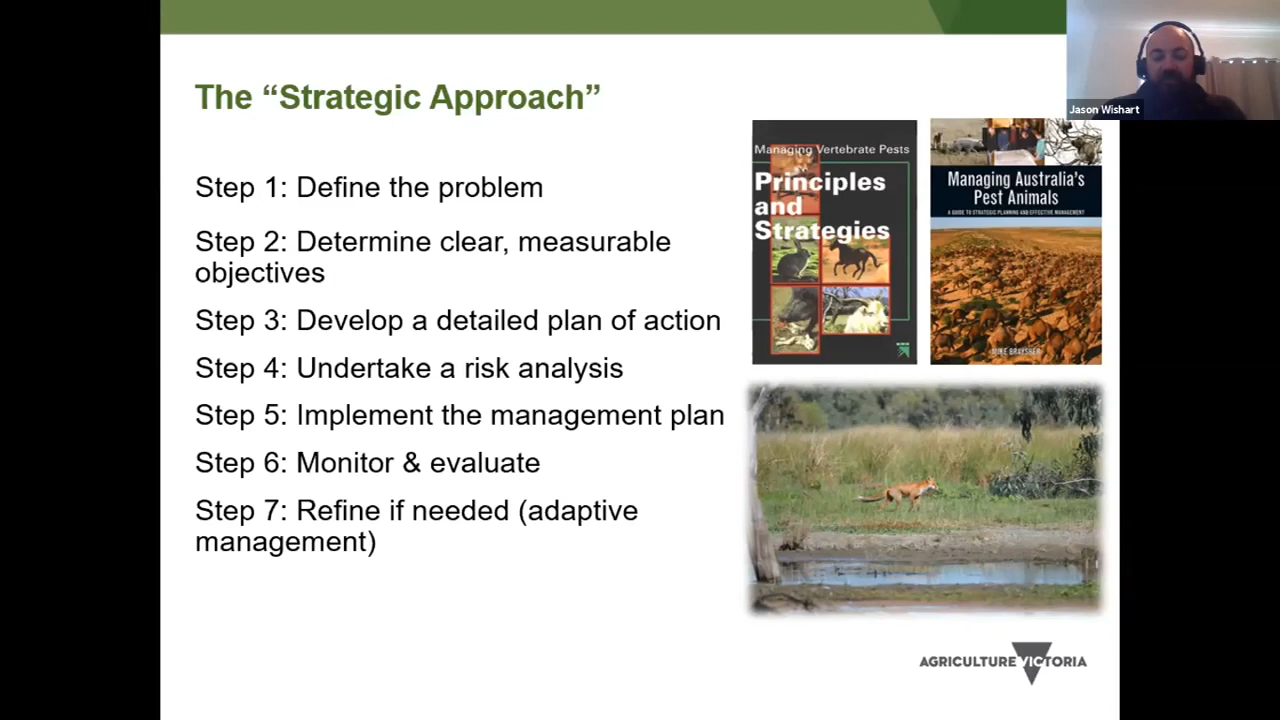 The “Strategic Approach”
Step 1: Define the problem
Step 2: Determine clear, measurable
objectives
Step 3: Develop a detailed plan of action
Step 4: Undertake a risk analysis
Step 5: Implement the management plan
Step 6: Monitor & evaluate
Step 7: Refine if needed (adaptive
management)
Managing Vertebrate Pests
Principles
and
Strategies
Managing Australia's
Pest Animals
A GUIDE TO STRATEGIC PLANNING AND EFFECTIVE MANAGEMENT
MIKE BRAYSHER
Jason Wishart
AGRICULTURE VICTORIA